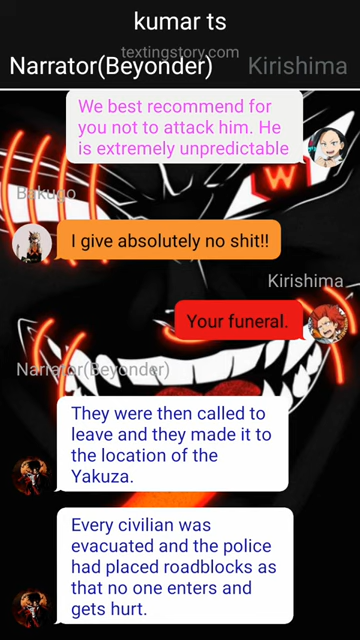 kumar ts
textingstory.com
Narrator(Beyonder) Kirishima
We best recommend for
you not to attack him. He
is extremely unpredictable
W
Bakugo
I give absolutely no shit!!
Kirishima
Your funeral.
Narrator(Beyonder)
They were then called to
leave and they made it to
the location of the
Yakuza.
Every civilian was
evacuated and the police
had placed roadblocks as
that no one enters and
gets hurt.